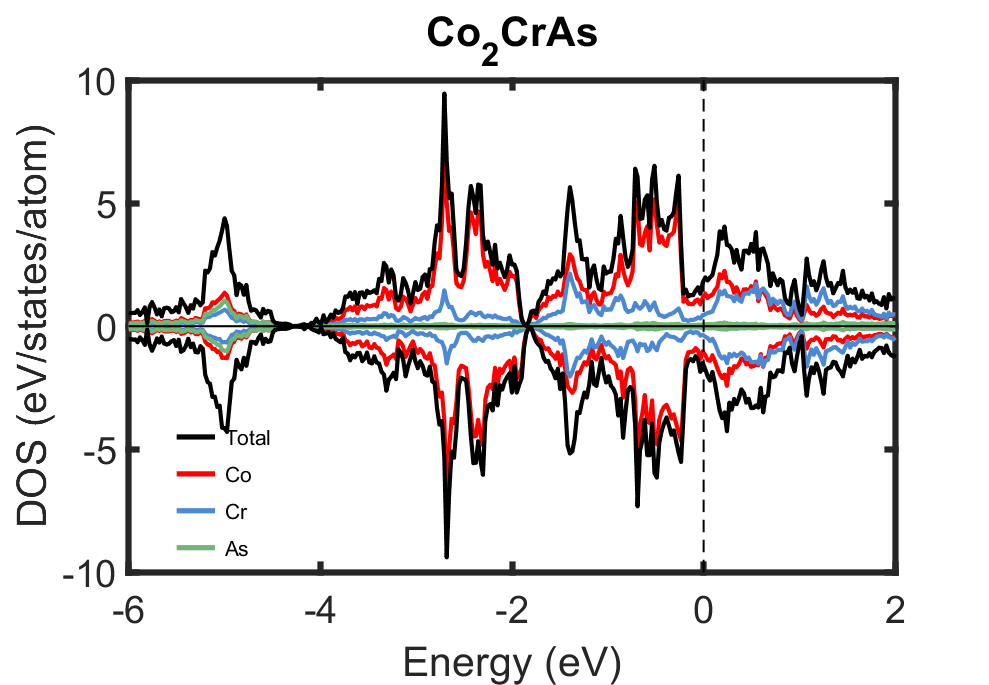 Co2CrAs
DOS (eV/states/atom)
10
5
0
-5
-10
Total
Co
Cr
As
-6 -4 -2 0 2
Energy (eV)